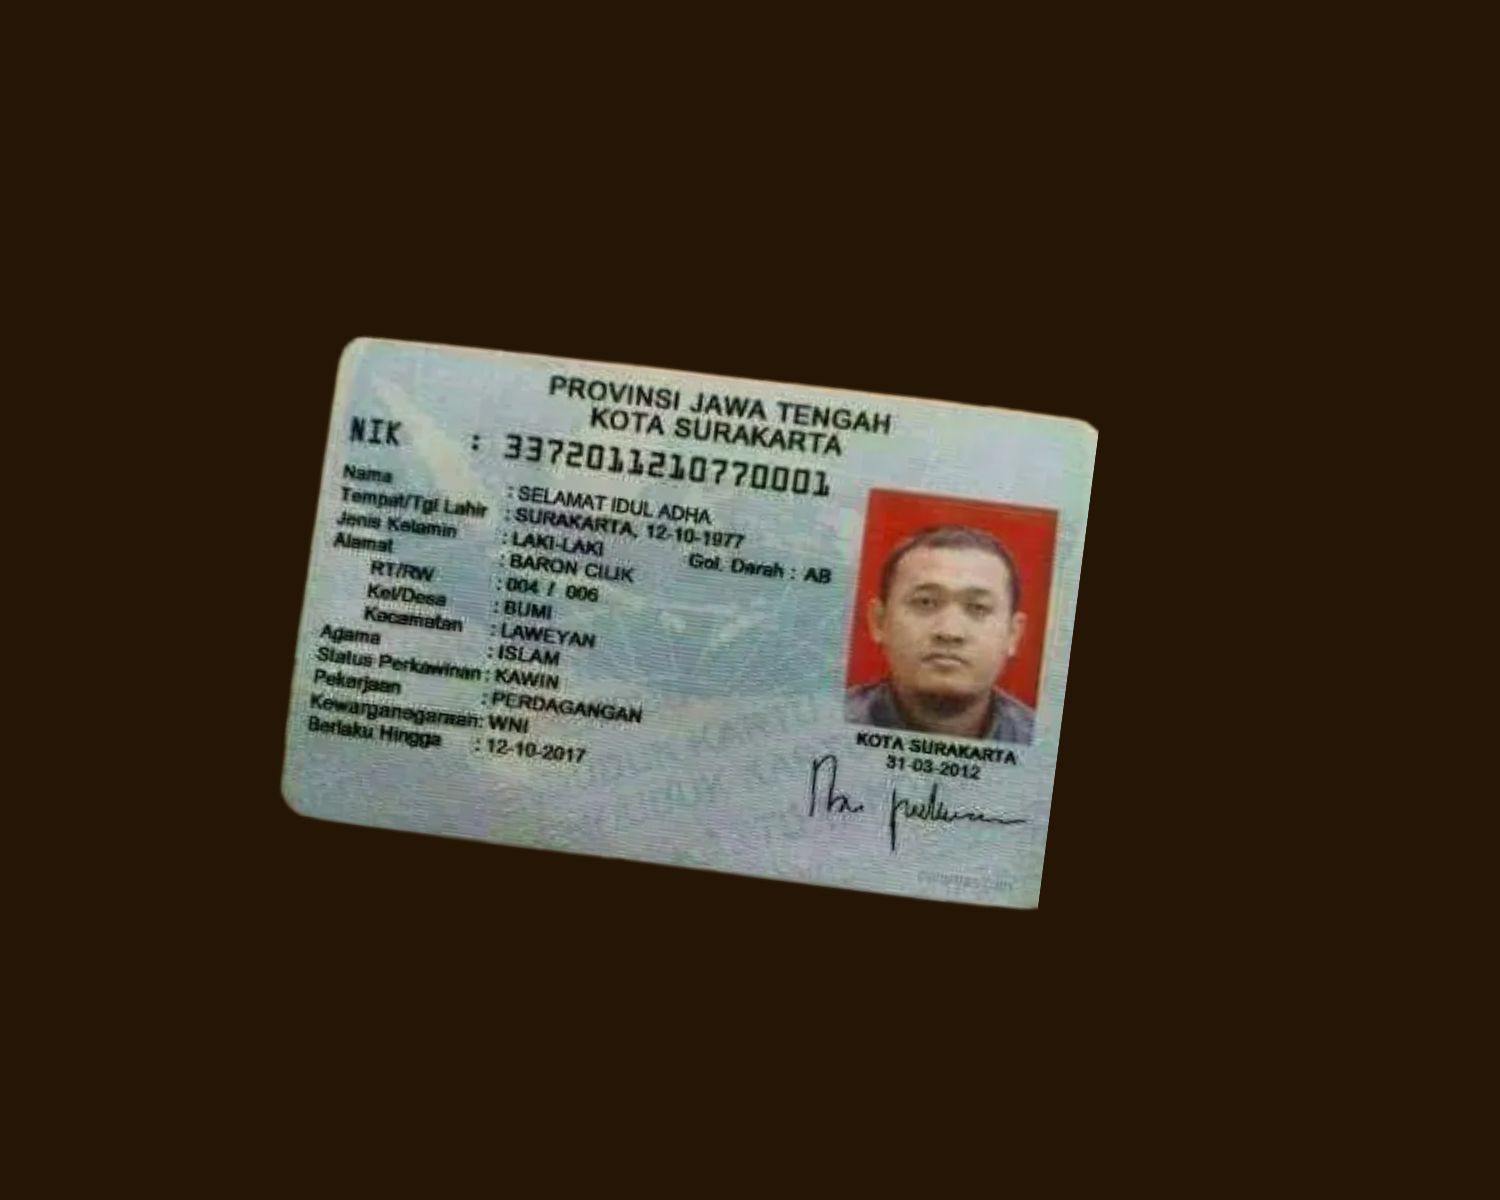 PROVINSI JAWA TENGAH
KOTA SURAKARTA
NIK : 3372011210770001
Nama : SELAMAT IDUL ADHA
Tempat/Tgl Lahir : SURAKARTA, 12-10-1977
Jenis Kelamin : LAKI-LAKI Gol. Darah : AB
Alamat : BARON CILIK
RT/RW : 004 / 006
Kel/Desa : BUMI
Kecamatan : LAWEYAN
Agama : ISLAM
Status Perkawinan : KAWIN
Pekerjaan : PERDAGANGAN
Kewarganegaraan : WNI
Berlaku Hingga : 12-10-2017
KOTA SURAKARTA
31-03-2012